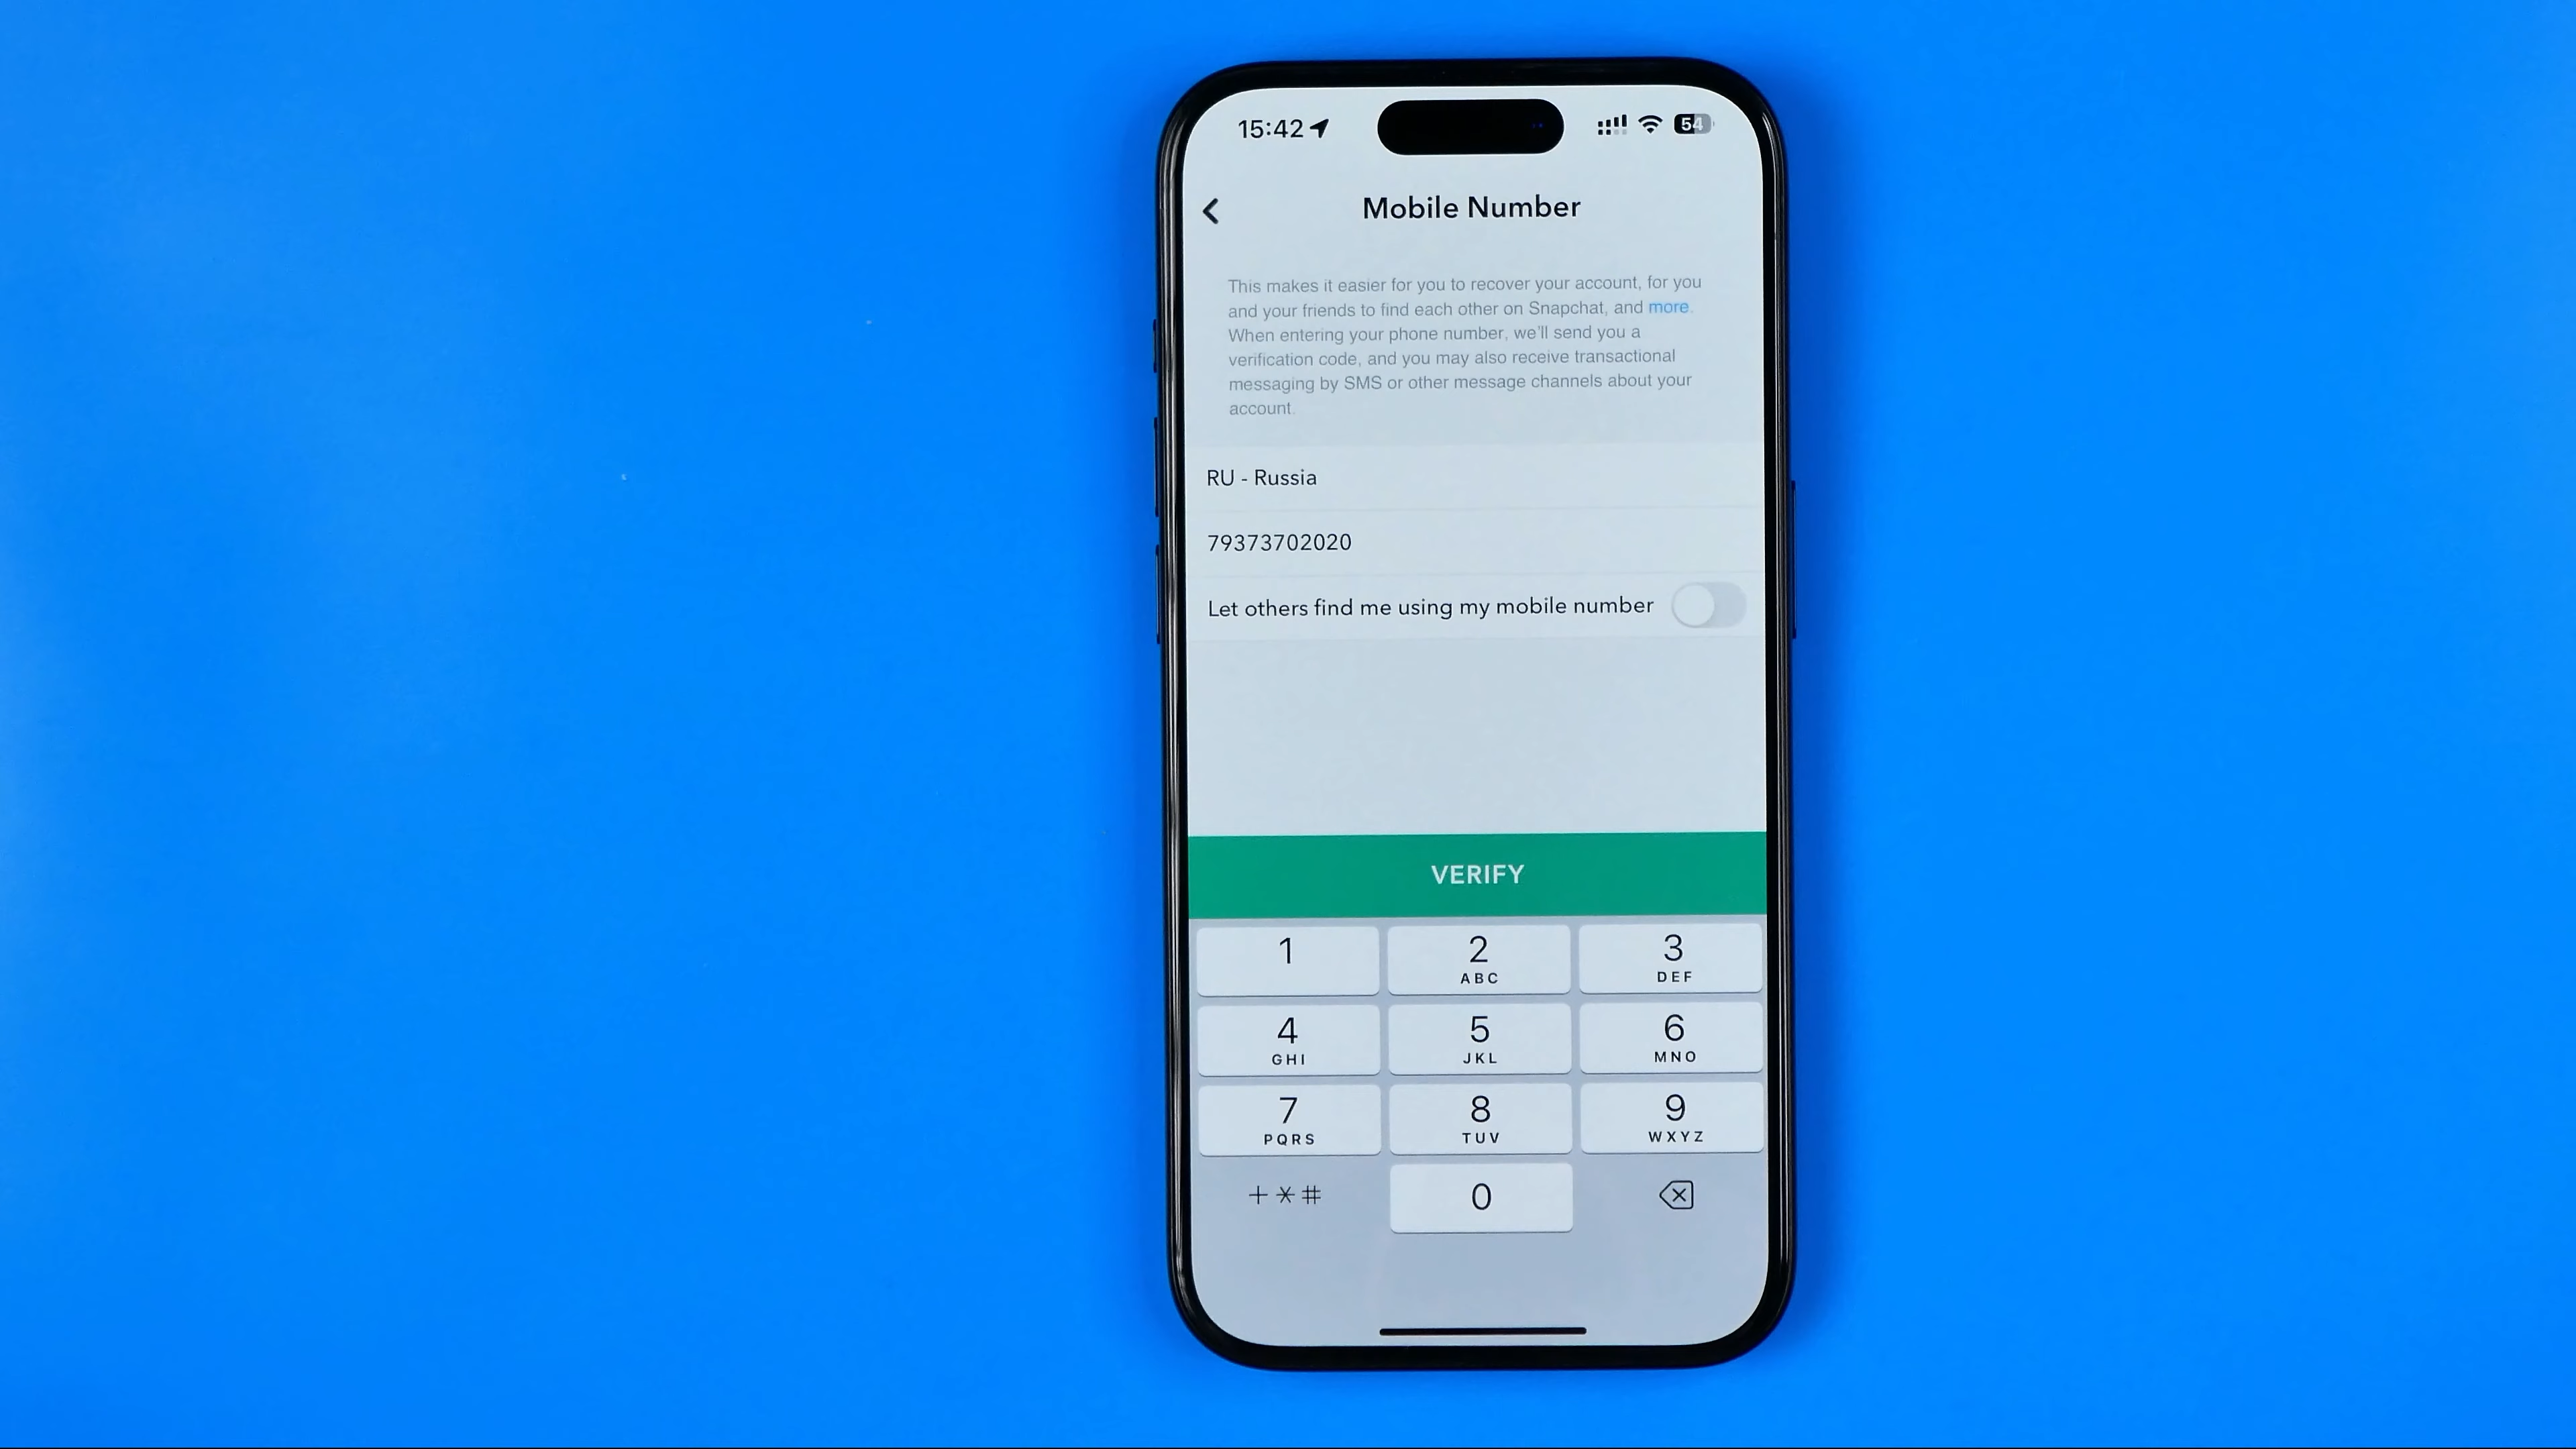 15:42
54
Mobile Number
This makes it easier for you to recover your account, for you
and your friends to find each other on Snapchat, and more.
When entering your phone number, we'll send you a
verification code, and you may also receive transactional
messaging by SMS or other message channels about your
account.
RU - Russia
79373702020
Let others find me using my mobile number
VERIFY
1 2 3
ABC DEF
4 5 6
GHI JKL MNO
7 8 9
PQRS TUV WXYZ
+*# 0